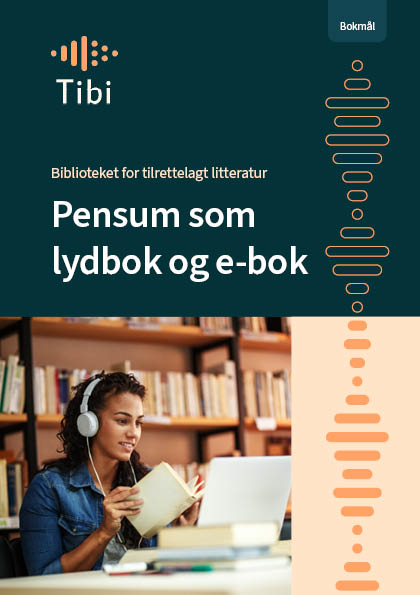 Bokmål
Tibi
Biblioteket for tilrettelagt litteratur
Pensum som
lydbok og e-bok